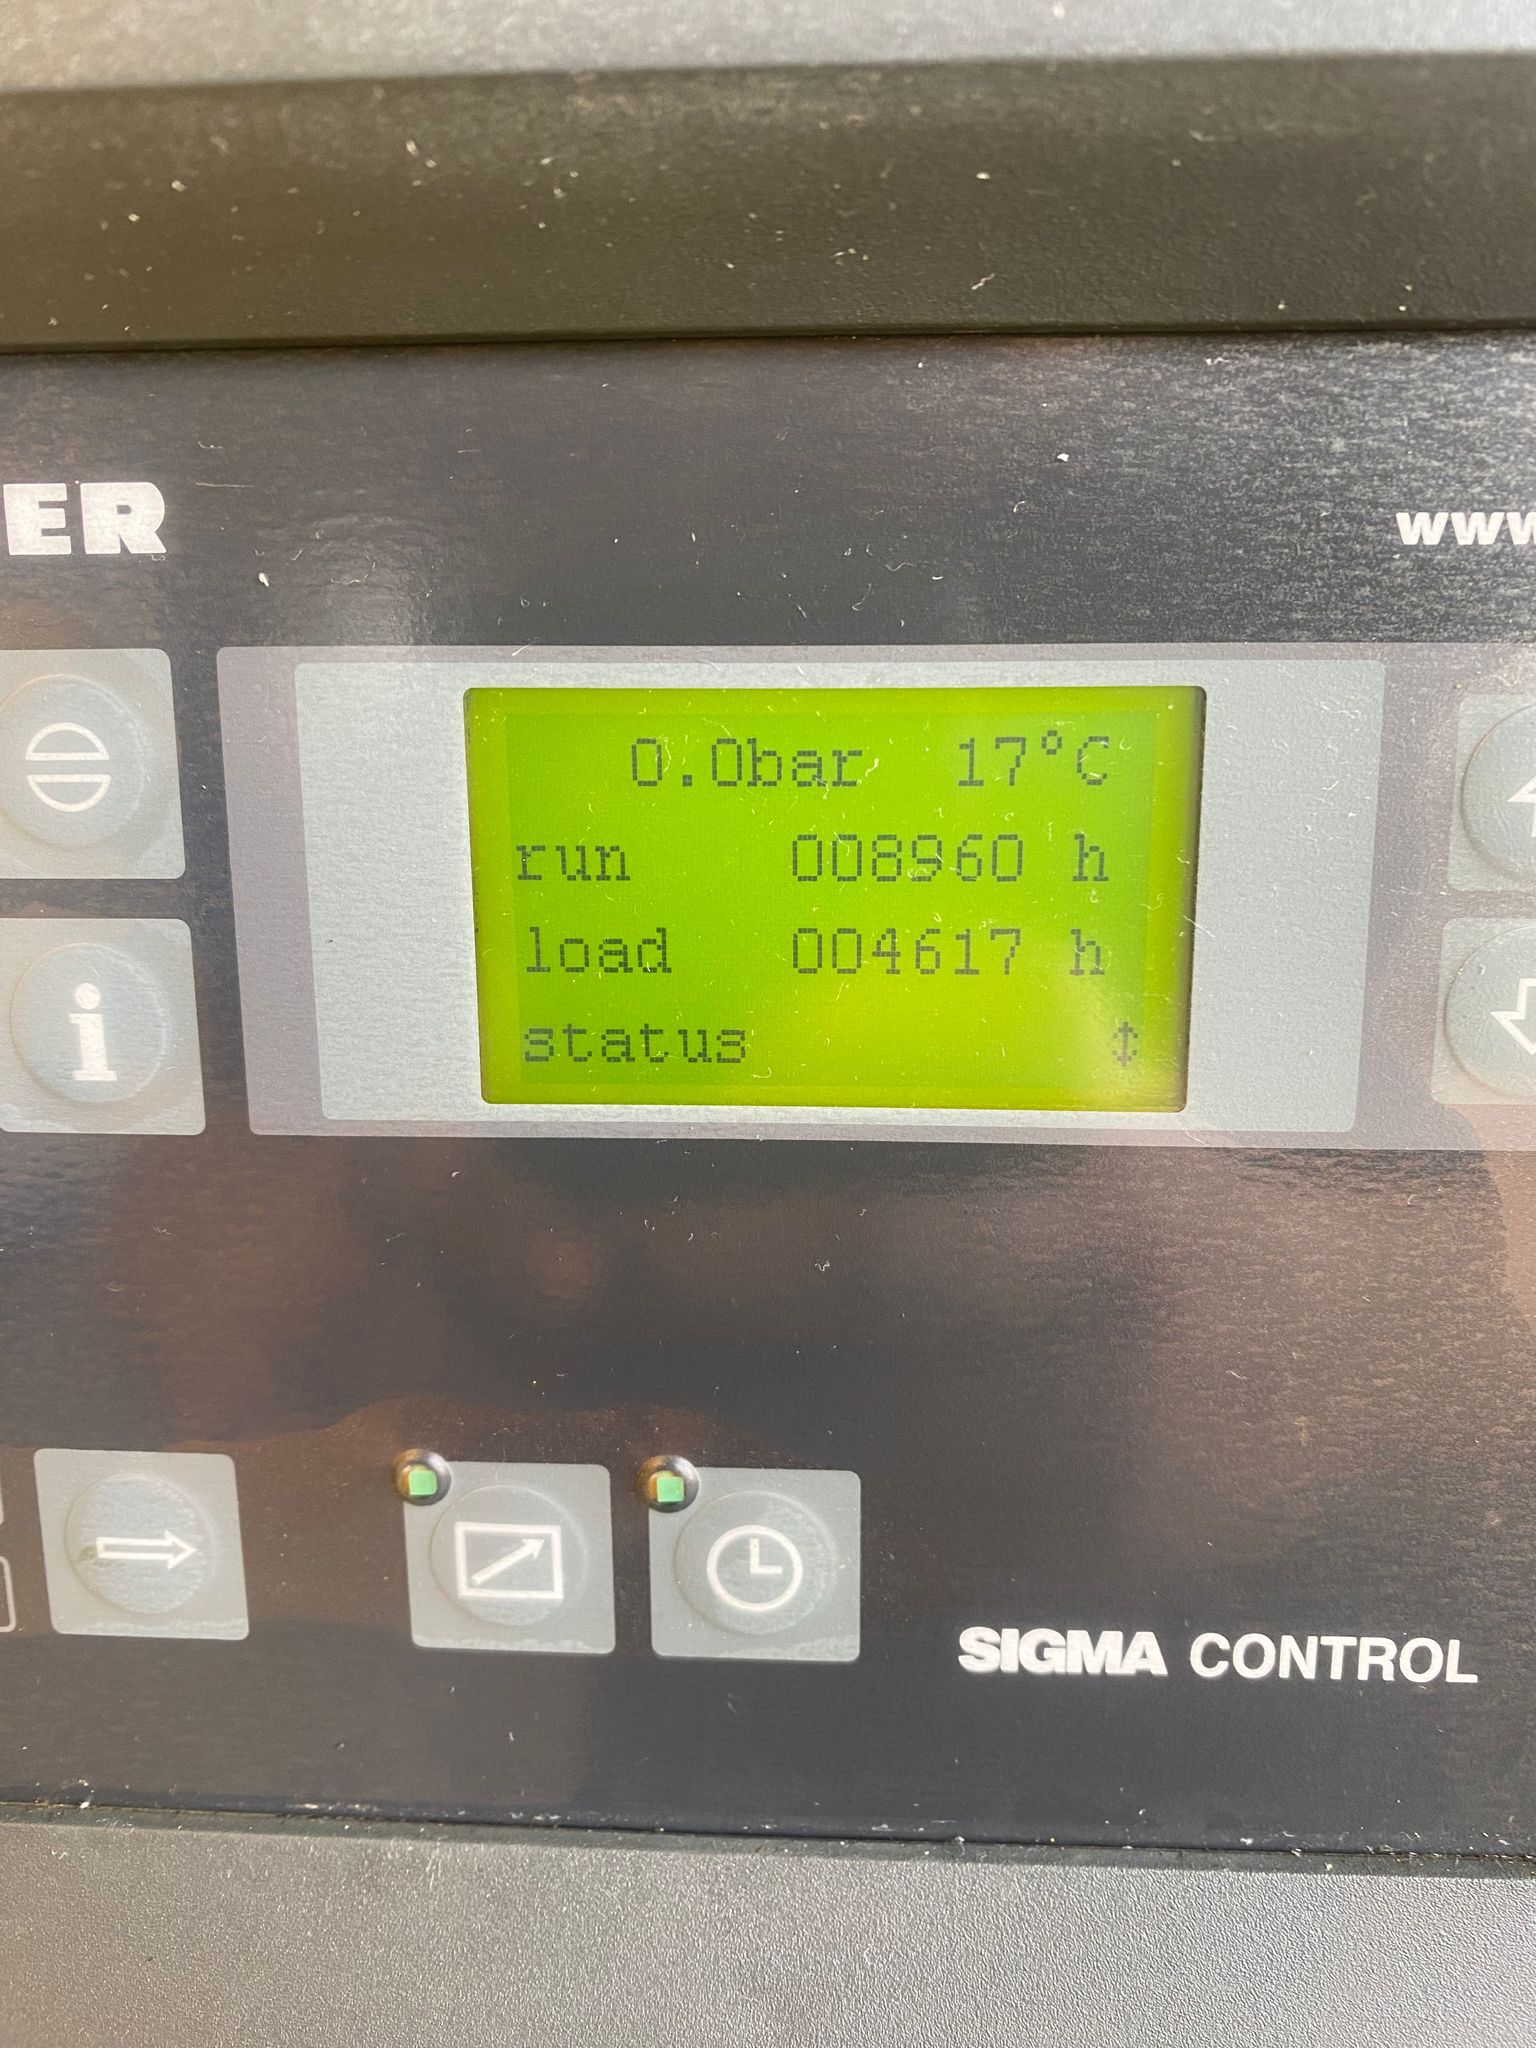 ER
www
0.0bar 17°C
run 008960 h
load 004617 h
status
i
SIGMA CONTROL